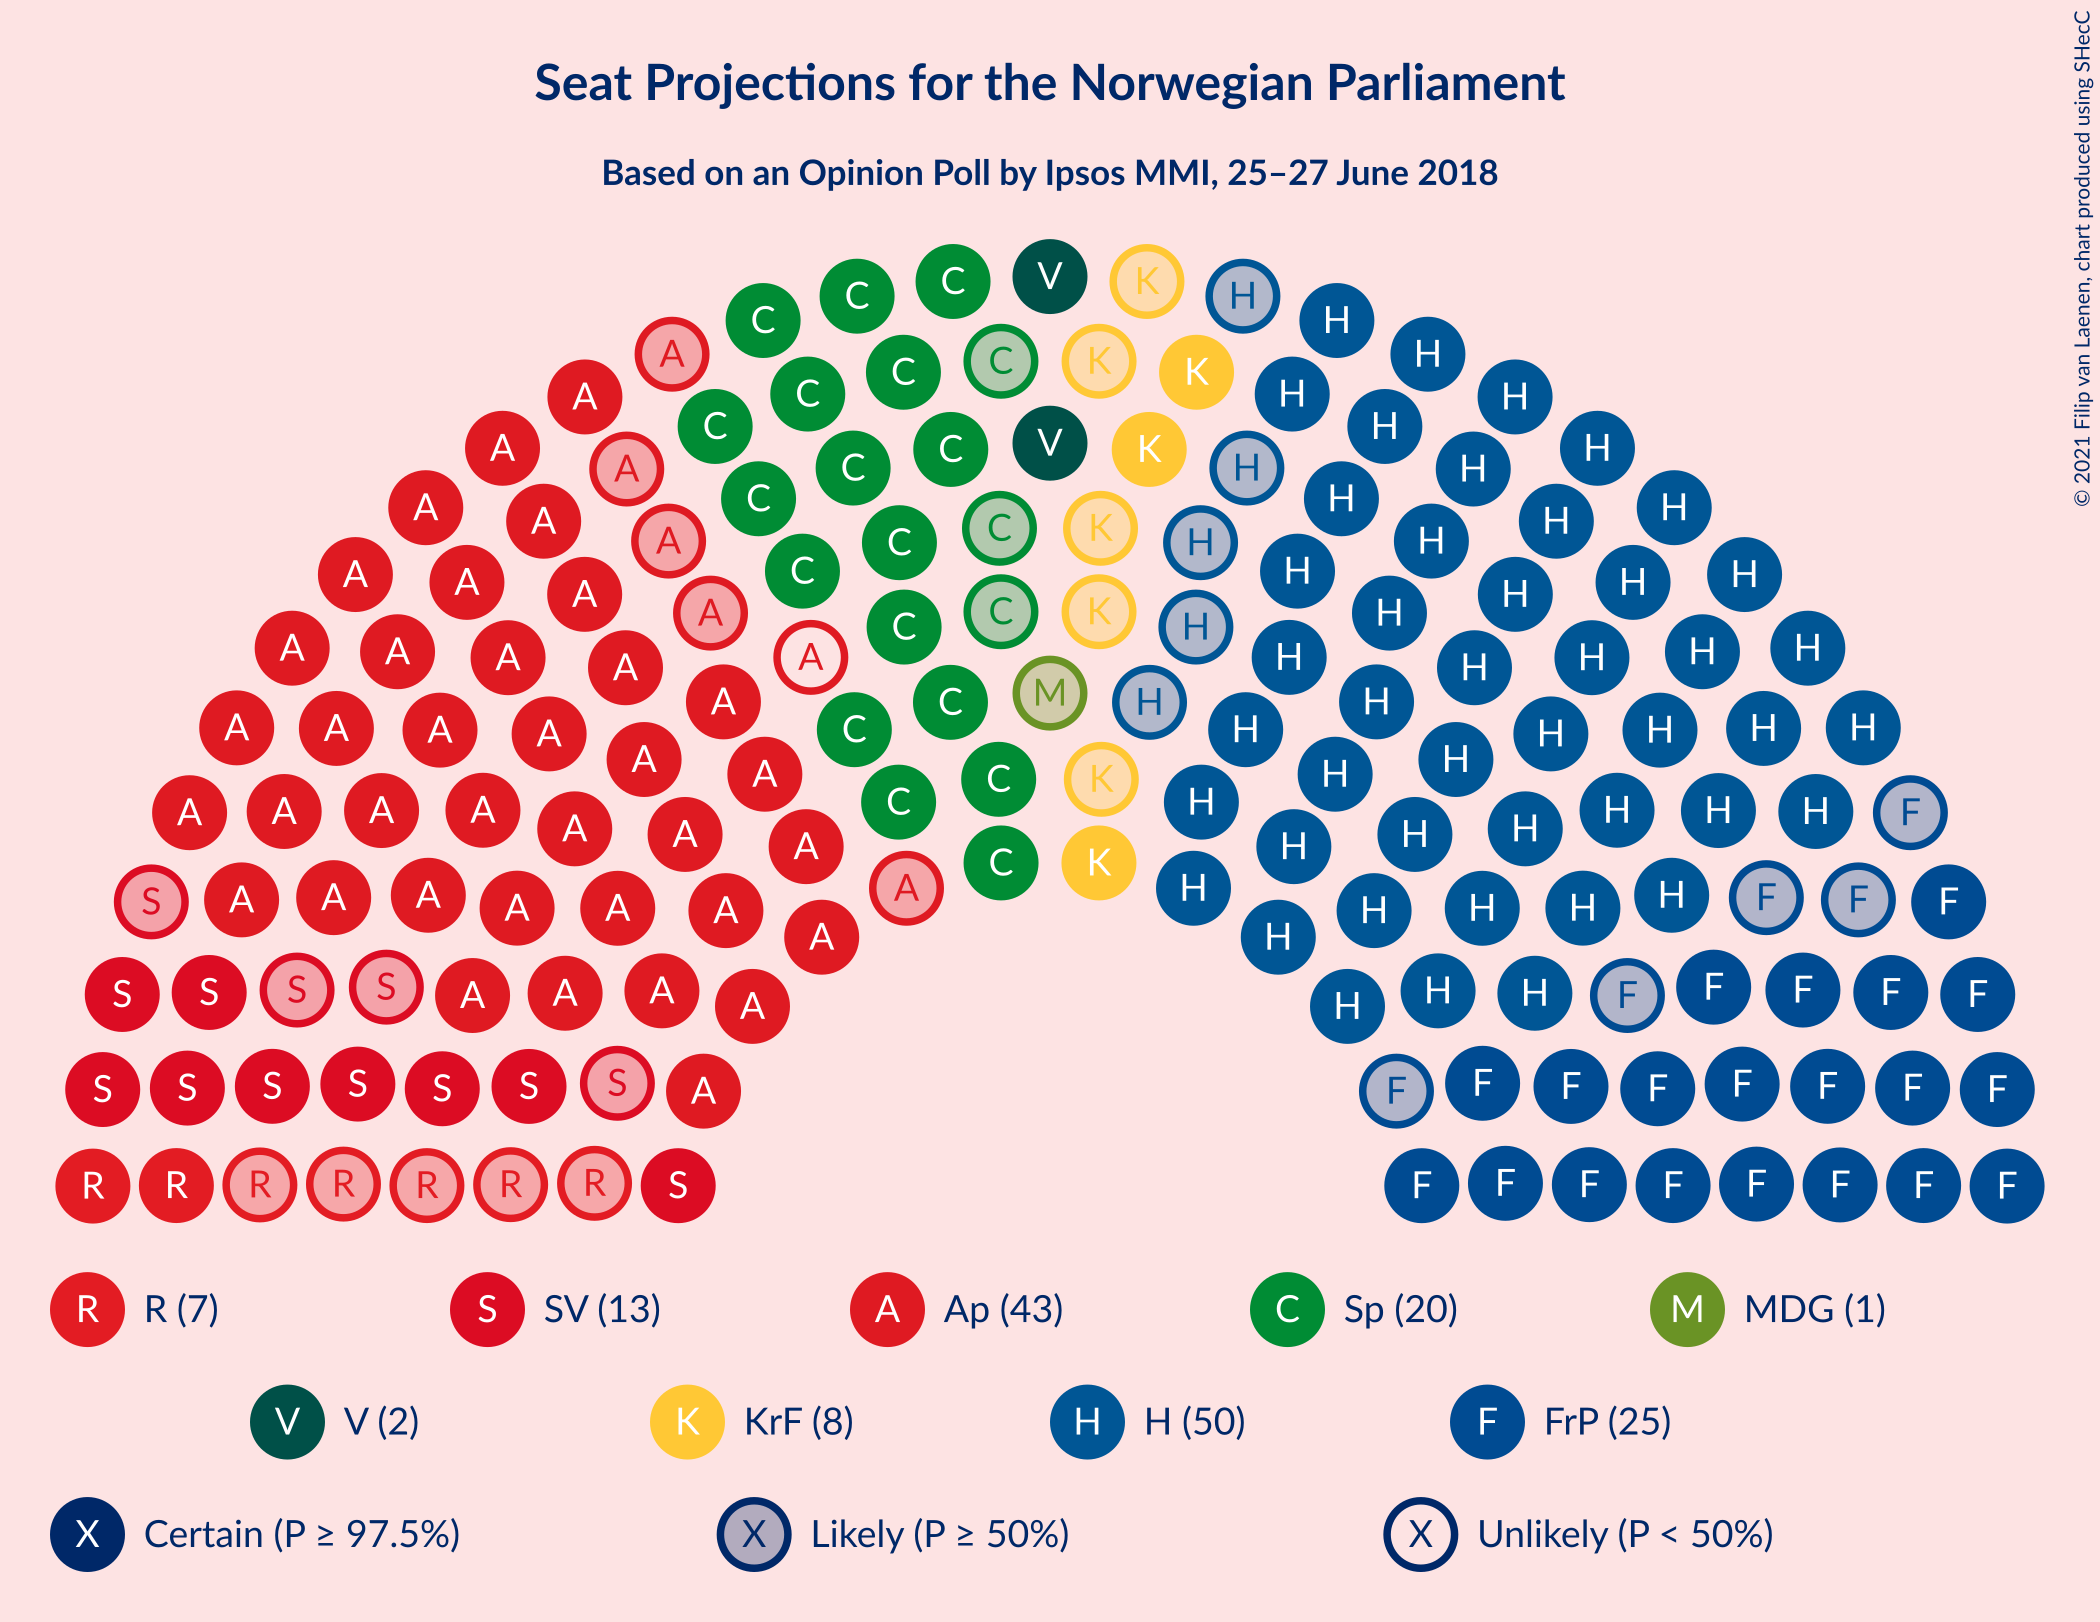 Seat Projections for the Norwegian Parliament
Based on an Opinion Poll by Ipsos MMI, 25–27 June 2018
© 2021 Filip van Laenen, chart produced using SHecC
C C C V K H H
A C C C C K K H H H H
A A A C C C V K H H H H H
A A A C C C K H H H H H H
A A A A C C K H H H H H H
A A A A A A C C M H H H H H H H H
A A A A A A C C K H H H H H H H H
A A A A A A A C K H H H H H H H F
S A A A A A A A H H H H H F F F
S S S S A A A A H H H F F F F F
S S S S S S S A F F F F F F F F
R R R R R R R S F F F F F F F F
R R (7) S SV (13) A Ap (43) C Sp (20) M MDG (1)
V V (2) K KrF (8) H H (50) F FrP (25)
X Certain (P ≥ 97.5%) X Likely (P ≥ 50%) X Unlikely (P < 50%)